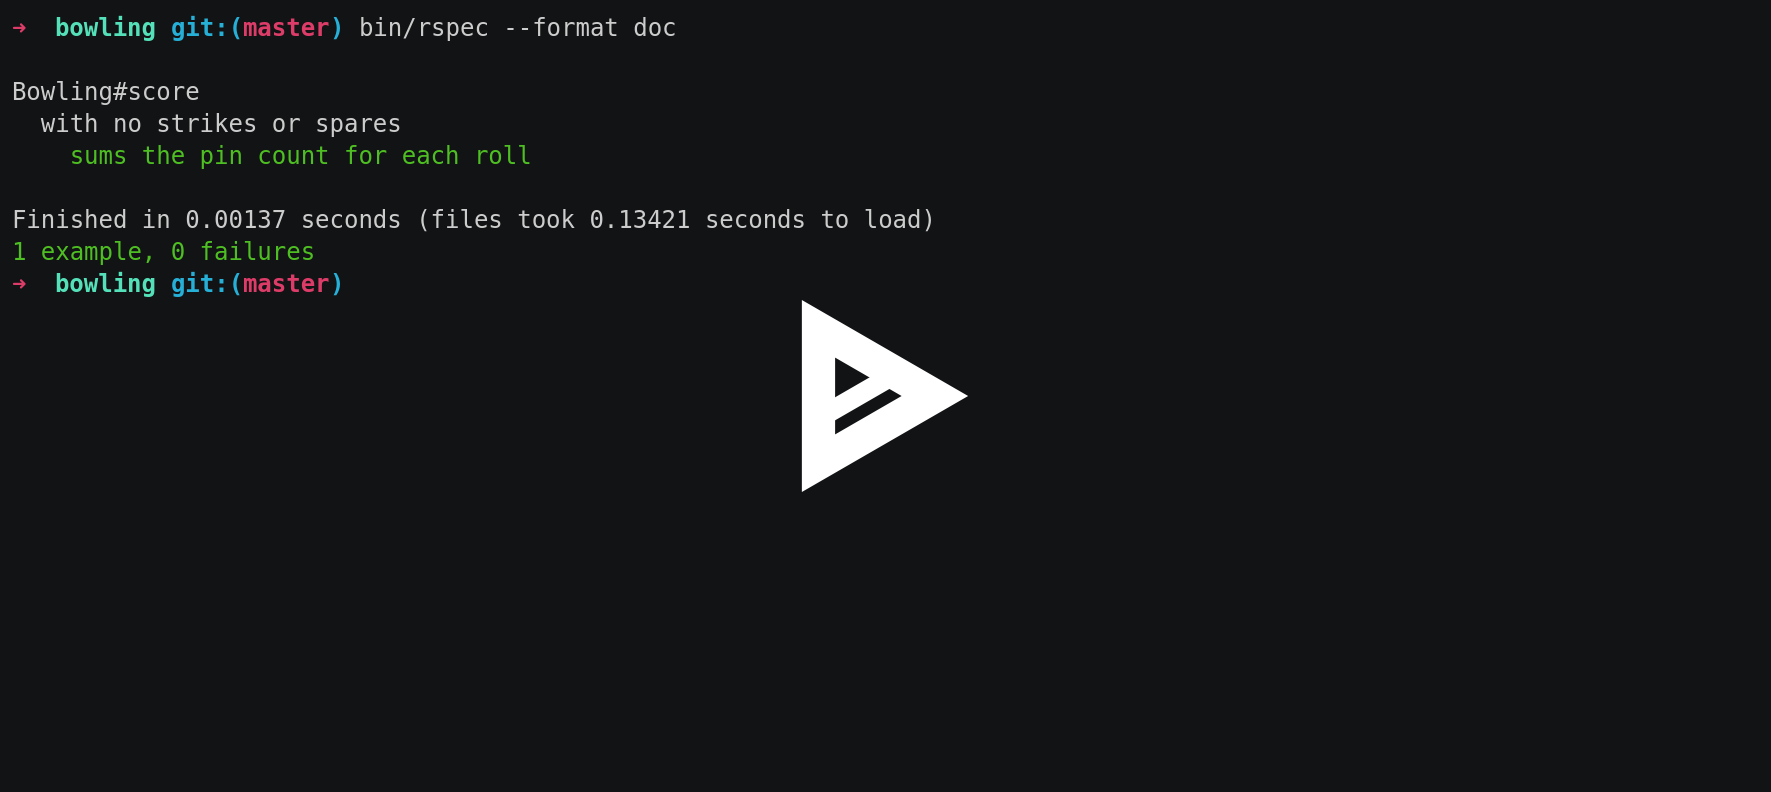 ➜  bowling git:(master) bin/rspec --format doc
Bowling#score
  with no strikes or spares
    sums the pin count for each roll
Finished in 0.00137 seconds (files took 0.13421 seconds to load)
1 example, 0 failures
➜  bowling git:(master)